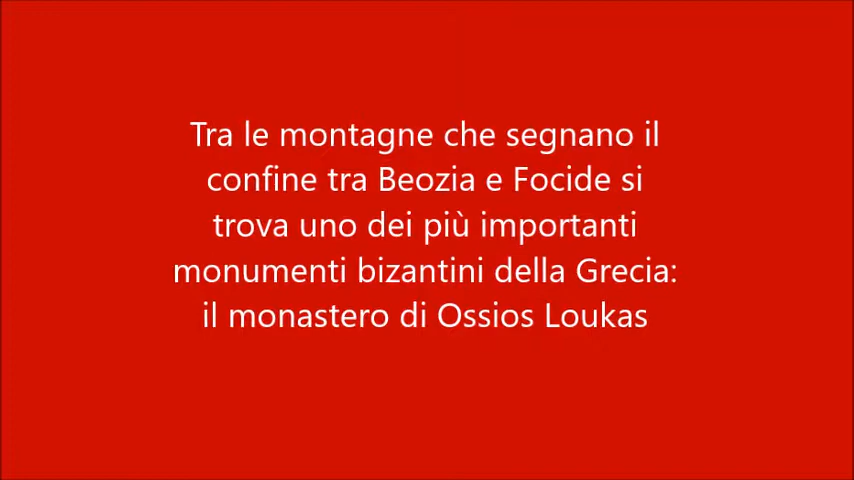 Tra le montagne che segnano il
confine tra Beozia e Focide si
trova uno dei più importanti
monumenti bizantini della Grecia:
il monastero di Ossios Loukas